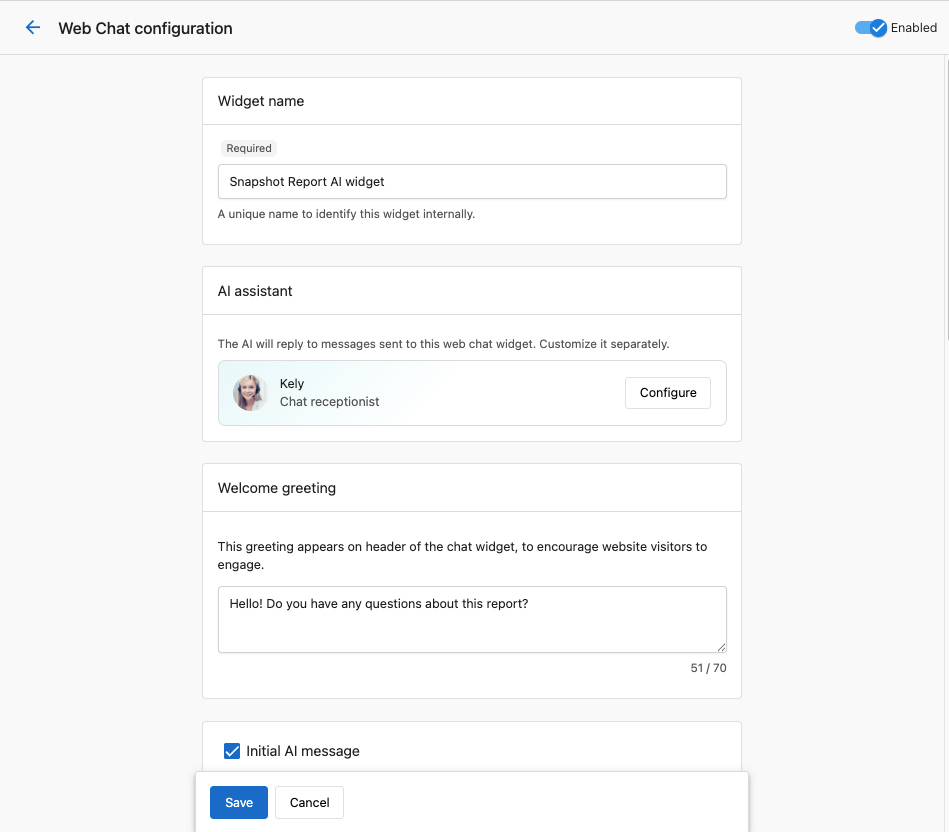 Web Chat configuration
Enabled
Widget name
Required
Snapshot Report AI widget
A unique name to identify this widget internally.
AI assistant
The AI will reply to messages sent to this web chat widget. Customize it separately.
Kely
Chat receptionist
Configure
Welcome greeting
This greeting appears on header of the chat widget, to encourage website visitors to
engage.
Hello! Do you have any questions about this report?
51 / 70
Initial AI message
Save
Cancel